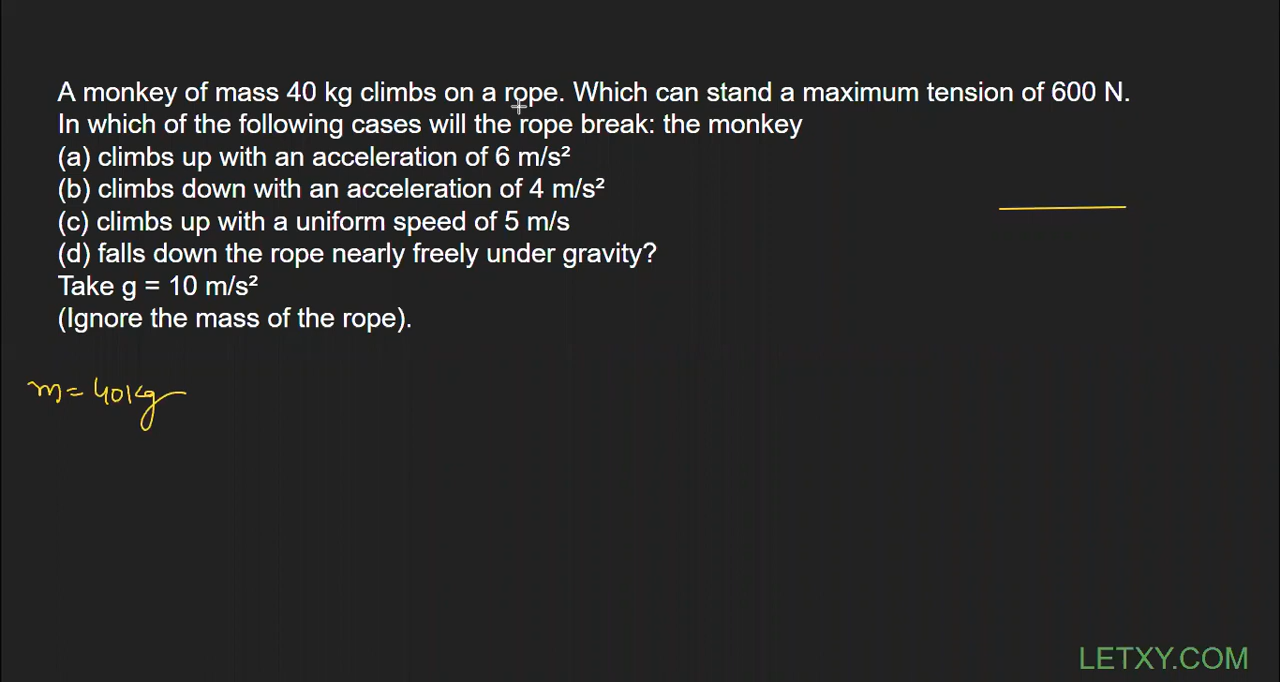 A monkey of mass 40 kg climbs on a rope. Which can stand a maximum tension of 600 N.
In which of the following cases will the rope break: the monkey
(a) climbs up with an acceleration of 6 m/s²
(b) climbs down with an acceleration of 4 m/s²
(c) climbs up with a uniform speed of 5 m/s
(d) falls down the rope nearly freely under gravity?
Take g = 10 m/s²
(Ignore the mass of the rope).
m = 40kg
LETXY.COM